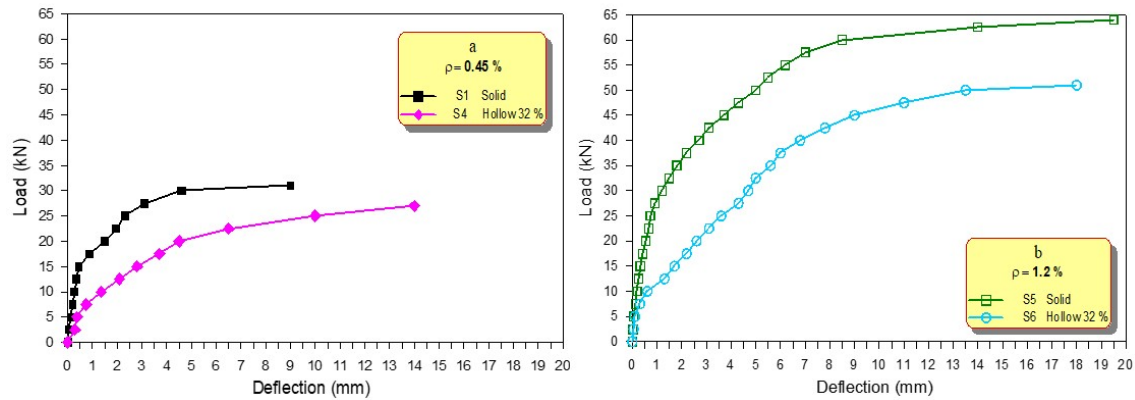 a
ρ = 0.45 %
S1 Solid
S4 Hollow 32 %
Load (kN)
65
60
55
50
45
40
35
30
25
20
15
10
5
0
0 1 2 3 4 5 6 7 8 9 10 11 12 13 14 15 16 17 18 19 20
Deflection (mm)
b
ρ = 1.2 %
S5 Solid
S6 Hollow 32 %
Load (kN)
65
60
55
50
45
40
35
30
25
20
15
10
5
0
0 1 2 3 4 5 6 7 8 9 10 11 12 13 14 15 16 17 18 19 20
Deflection (mm)